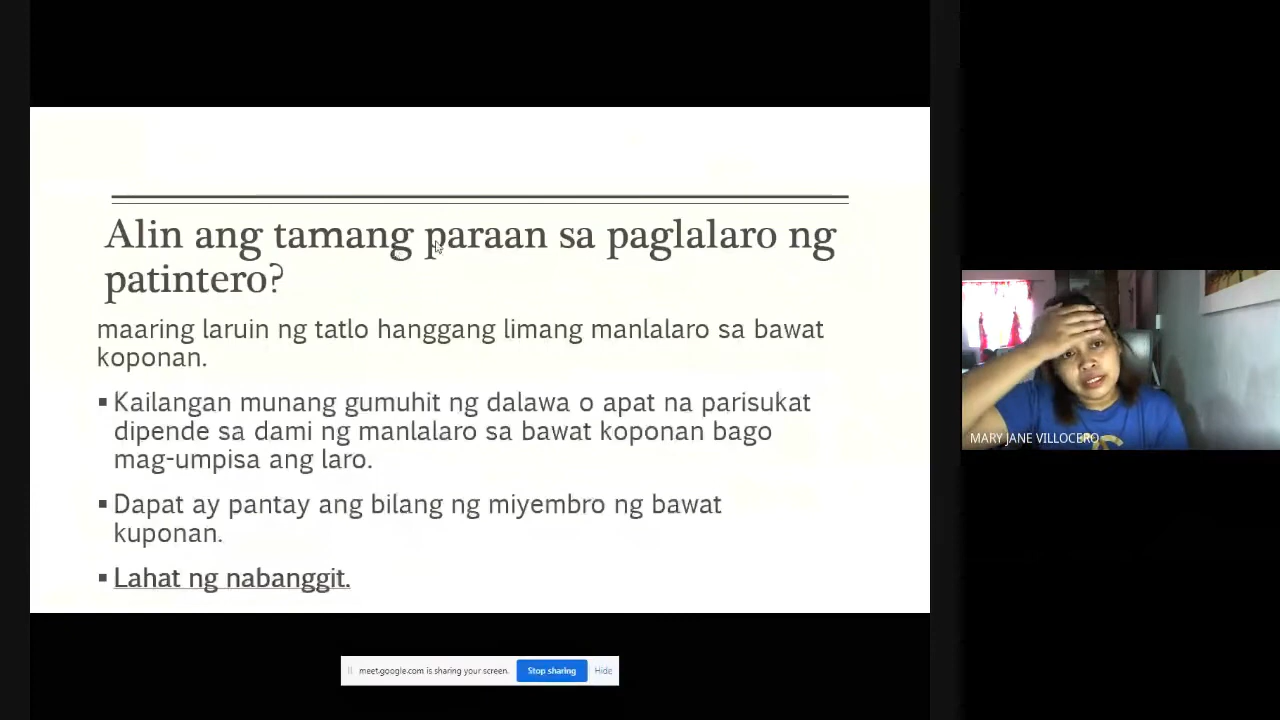 Alin ang tamang paraan sa paglalaro ng
patintero?
maaring laruin ng tatlo hanggang limang manlalaro sa bawat
koponan.
▪ Kailangan munang gumuhit ng dalawa o apat na parisukat
dipende sa dami ng manlalaro sa bawat koponan bago
mag-umpisa ang laro.
▪ Dapat ay pantay ang bilang ng miyembro ng bawat
kuponan.
▪ Lahat ng nabanggit.
MARY JANE VILLOCERO
meet.google.com is sharing your screen. Stop sharing Hide